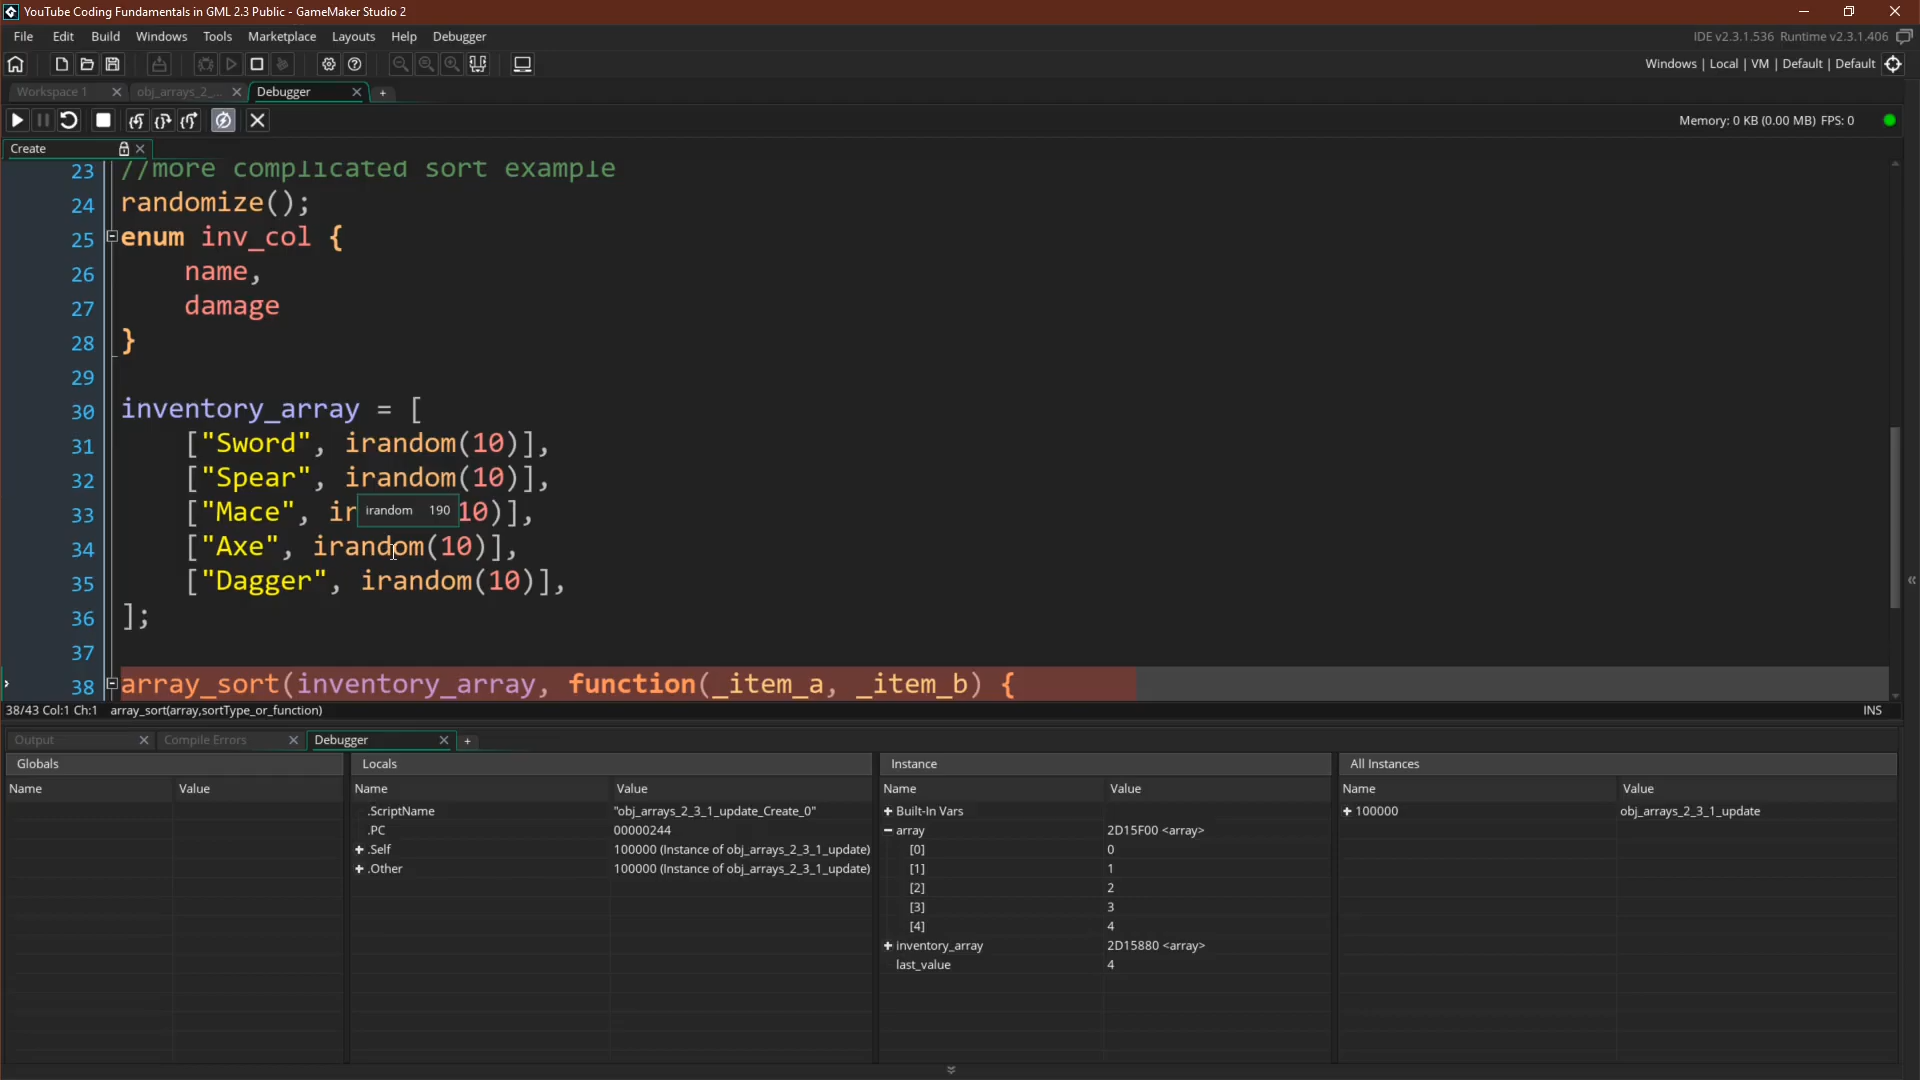 YouTube Coding Fundamentals in GML 2.3 Public - GameMaker Studio 2
File Edit Build Windows Tools Marketplace Layouts Help Debugger
IDE v2.3.1.536 Runtime v2.3.1.406
Windows | Local | VM | Default | Default
Workspace 1 obj_arrays_2_... Debugger
Memory: 0 KB (0.00 MB) FPS: 0
Create
23 //more complicated sort example
24 randomize();
25 enum inv_col {
26 name,
27 damage
28 }
29
30 inventory_array = [
31 ["Sword", irandom(10)],
32 ["Spear", irandom(10)],
33 ["Mace", ir 10)],
irandom 190
34 ["Axe", irandom(10)],
35 ["Dagger", irandom(10)],
36 ];
37
38 array_sort(inventory_array, function(_item_a, _item_b) {
38/43 Col:1 Ch:1 array_sort(array,sortType_or_function) INS
Output Compile Errors Debugger +
Globals Locals Instance All Instances
Name Value Name Value Name Value Name Value
.ScriptName "obj_arrays_2_3_1_update_Create_0" + Built-In Vars + 100000 obj_arrays_2_3_1_update
.PC 00000244 − array 2D15F00 <array>
+ .Self 100000 (Instance of obj_arrays_2_3_1_update) [0] 0
+ .Other 100000 (Instance of obj_arrays_2_3_1_update) [1] 1
[2] 2
[3] 3
[4] 4
+ inventory_array 2D15880 <array>
last_value 4